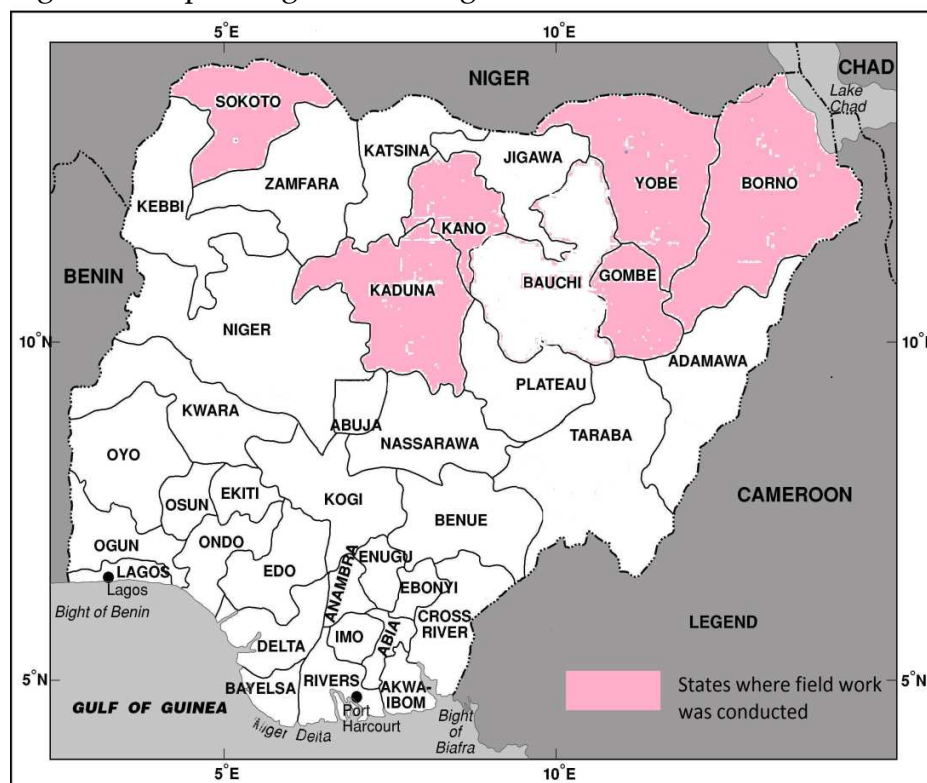 5°E
10°E
NIGER
CHAD
Lake
Chad
SOKOTO
KATSINA
JIGAWA
ZAMFARA
YOBE
BORNO
KEBBI
KANO
BENIN
KADUNA
BAUCHI
GOMBE
NIGER
10°N
10°N
ADAMAWA
PLATEAU
KWARA
ABUJA
NASSARAWA
TARABA
OYO
EKITI
OSUN
KOGI
CAMEROON
BENUE
OGUN
ONDO
ENUGU
EDO
ANAMBRA
LAGOS
Lagos
EBONYI
Bight of Benin
CROSS
RIVER
LEGEND
DELTA
IMO
ABIA
BAYELSA
RIVERS
AKWA-
IBOM
5°N
5°N
States where field work
was conducted
GULF OF GUINEA
Port
Harcourt
Niger Delta
Bight
of
Biafra
5°E
10°E